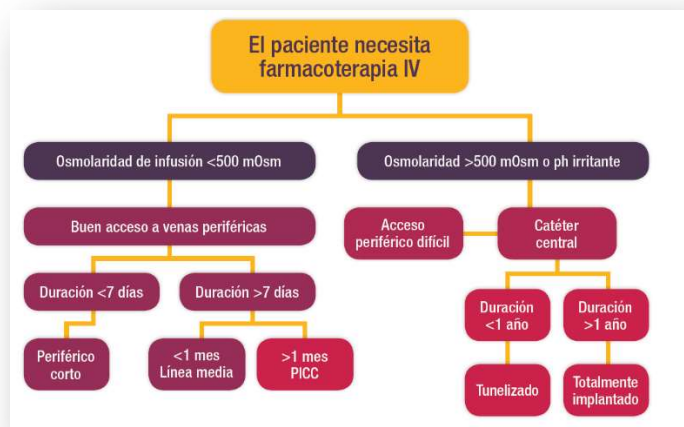 El paciente necesita
farmacoterapia IV
Osmolaridad de infusión <500 mOsm
Osmolaridad >500 mOsm o ph irritante
Buen acceso a venas periféricas
Acceso
periférico difícil
Catéter
central
Duración <7 días
Duración >7 días
Duración
<1 año
Duración
>1 año
Periférico
corto
<1 mes
Línea media
>1 mes
PICC
Tunelizado
Totalmente
implantado